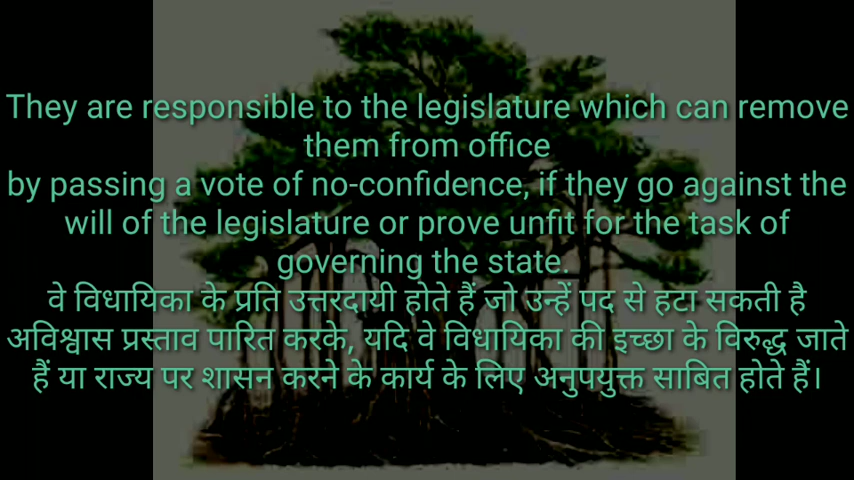 They are responsible to the legislature which can remove
them from office
by passing a vote of no-confidence, if they go against the
will of the legislature or prove unfit for the task of
governing the state.
वे विधायिका के प्रति उत्तरदायी होते हैं जो उन्हें पद से हटा सकती है
अविश्वास प्रस्ताव पारित करके, यदि वे विधायिका की इच्छा के विरुद्ध जाते
हैं या राज्य पर शासन करने के कार्य के लिए अनुपयुक्त साबित होते हैं।